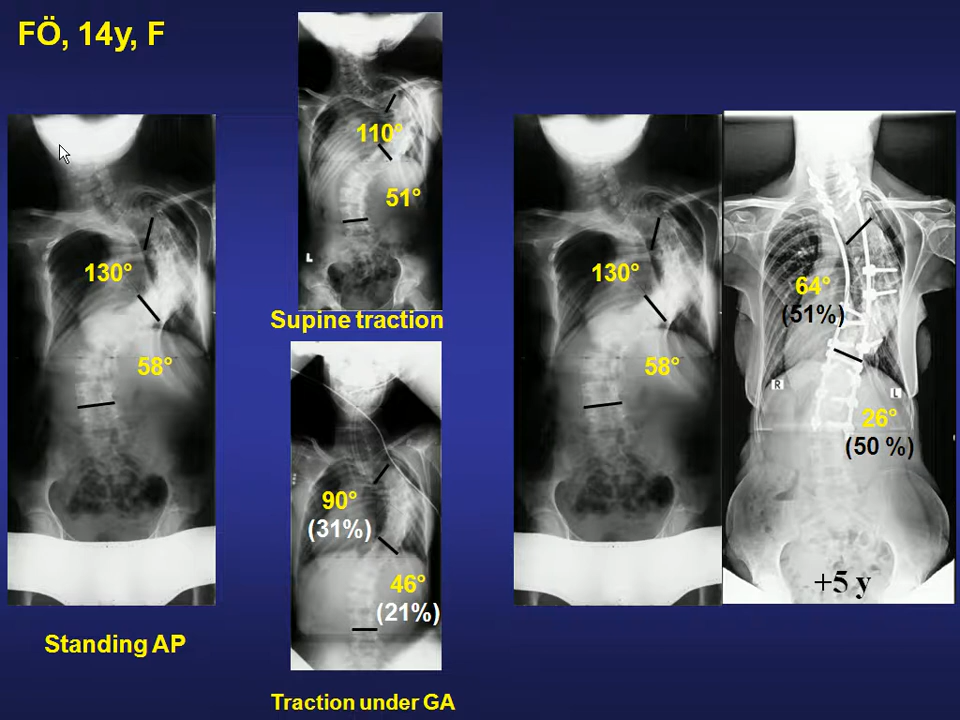 FÖ, 14y, F
130°
58°
Standing AP
110°
51°
L
Supine traction
90°
(31%)
46°
(21%)
Traction under GA
130°
58°
64°
(51%)
R
L
26°
(50 %)
+5 y